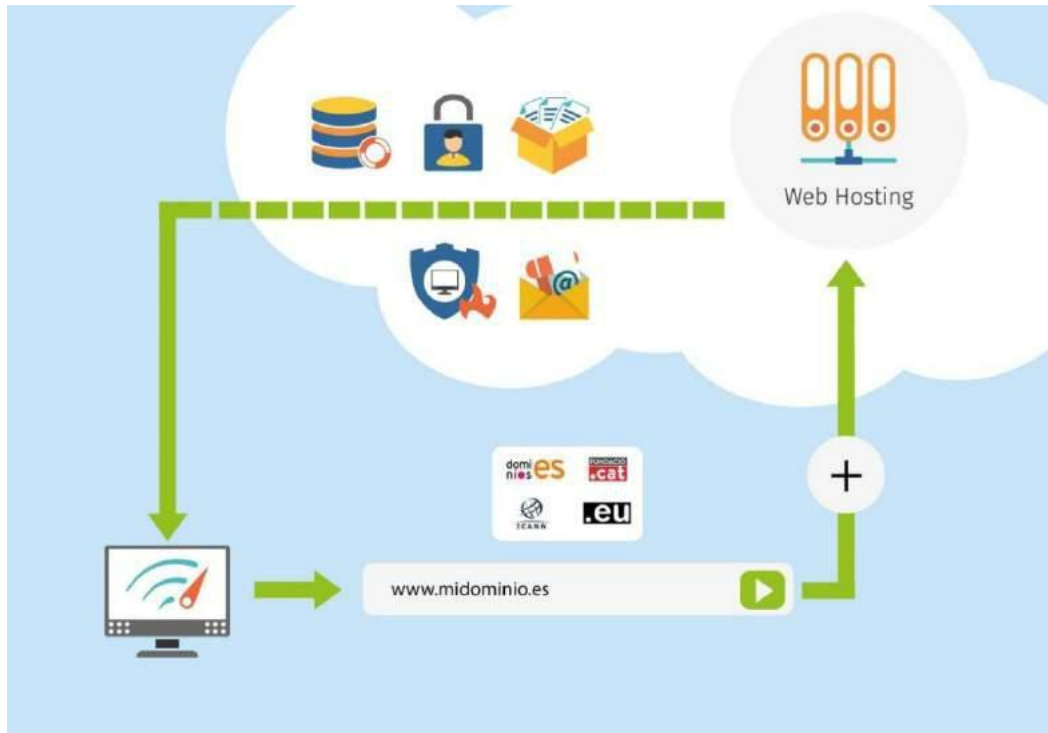 Web Hosting
@
domi
nios es
FUNDACIÓ
.cat
ICANN
.eu
+
www.midominio.es